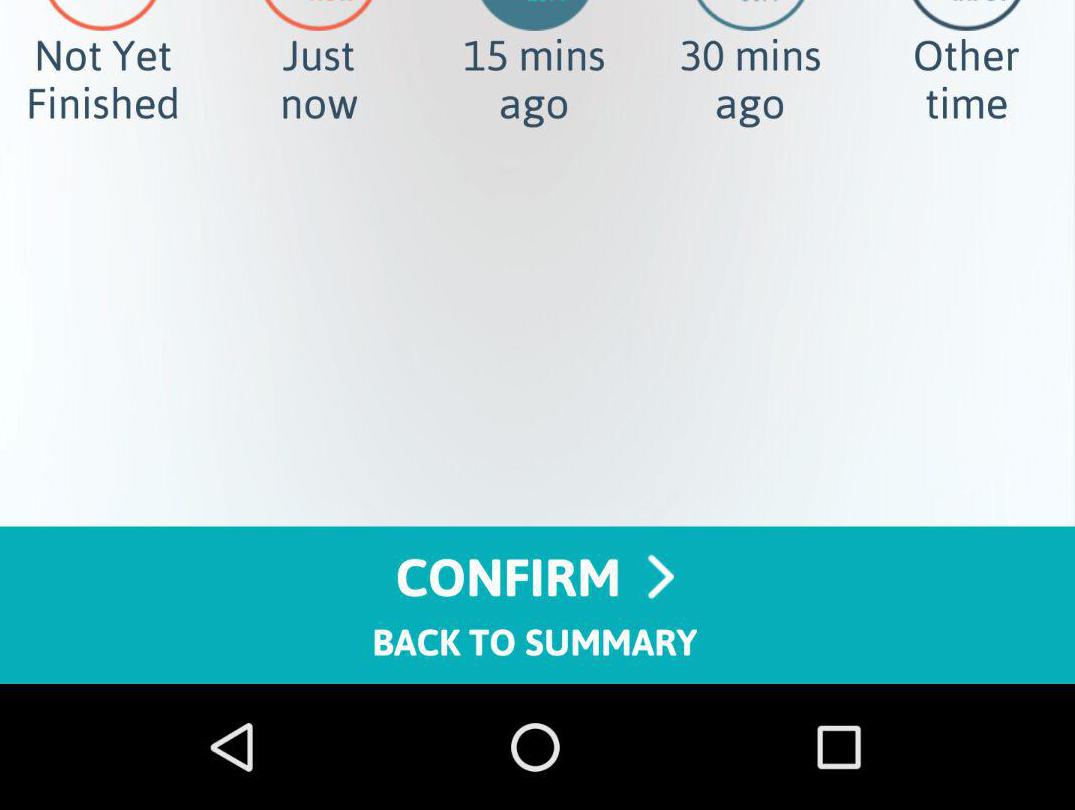 Not Yet Just 15 mins 30 mins Other
Finished now ago ago time
CONFIRM
BACK TO SUMMARY